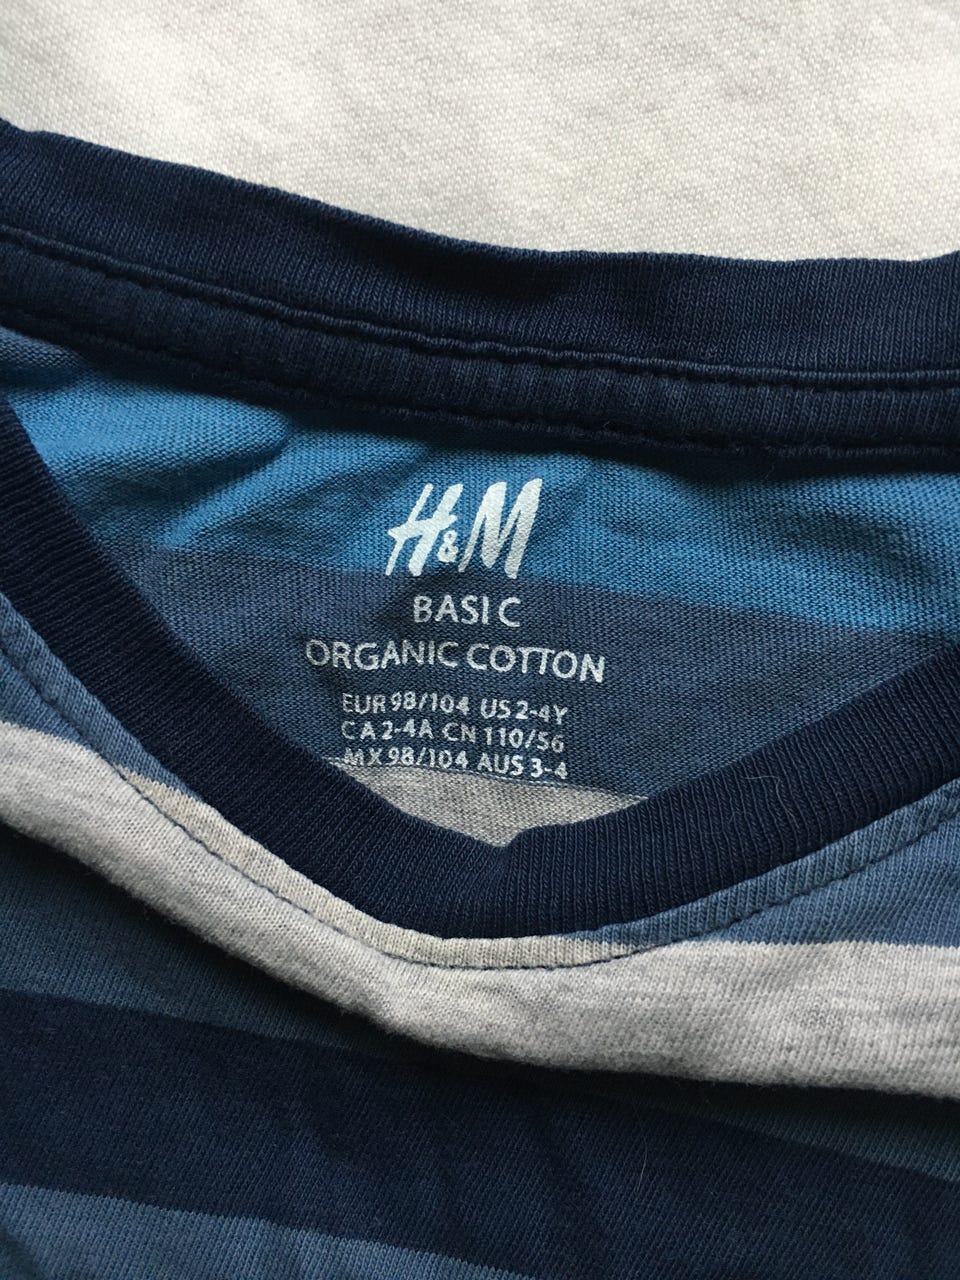 H&M
BASIC
ORGANIC COTTON
EUR 98/104 US 2-4Y
CA 2-4A CN 110/56
MX 98/104 AUS 3-4